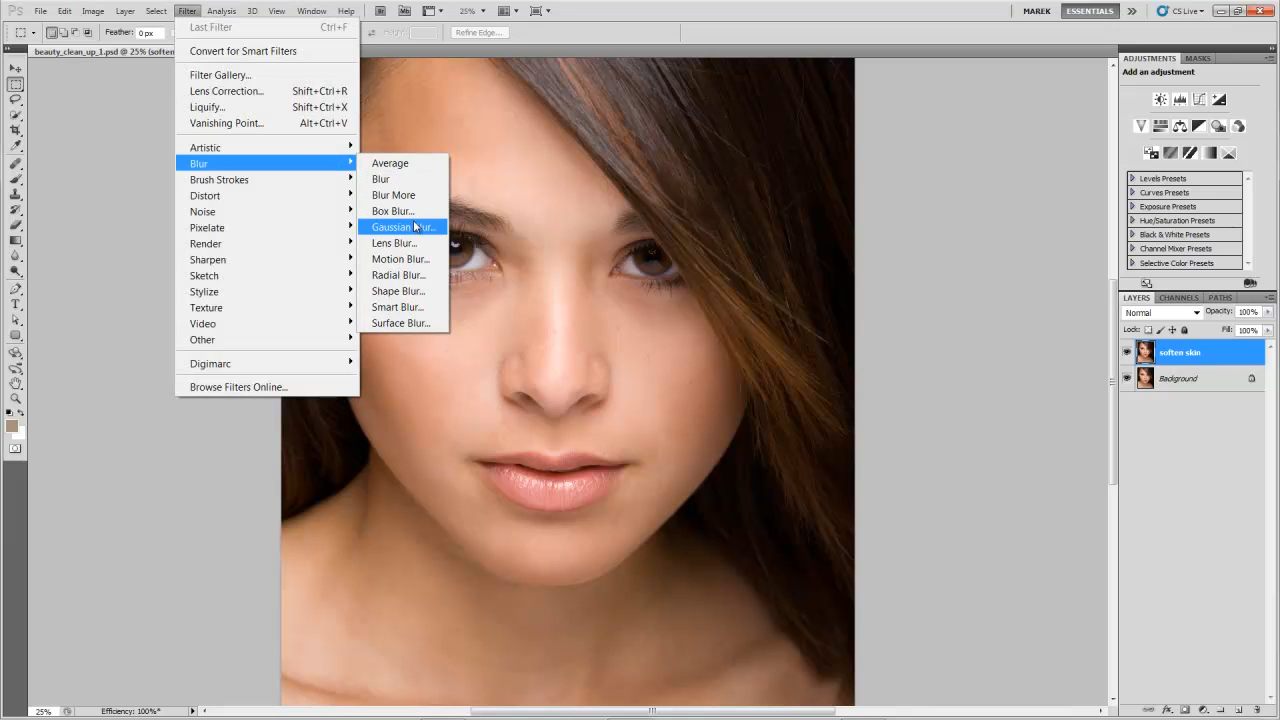 Ps File Edit Image Layer Select Filter Analysis 3D View Window Help Br Mb 25% MAREK ESSENTIALS CS Live
Feather: 0 px Height: Refine Edge...
beauty_clean_up_1.psd @ 25% (soften
Last Filter Ctrl+F
Convert for Smart Filters
Filter Gallery...
Lens Correction... Shift+Ctrl+R
Liquify... Shift+Ctrl+X
Vanishing Point... Alt+Ctrl+V
Artistic
Blur
Brush Strokes
Distort
Noise
Pixelate
Render
Sharpen
Sketch
Stylize
Texture
Video
Other
Digimarc
Browse Filters Online...
Average
Blur
Blur More
Box Blur...
Gaussian Blur...
Lens Blur...
Motion Blur...
Radial Blur...
Shape Blur...
Smart Blur...
Surface Blur...
ADJUSTMENTS MASKS
Add an adjustment
Levels Presets
Curves Presets
Exposure Presets
Hue/Saturation Presets
Black & White Presets
Channel Mixer Presets
Selective Color Presets
LAYERS CHANNELS PATHS
Normal Opacity: 100%
Lock: Fill: 100%
soften skin
Background
25% Efficiency: 100%*